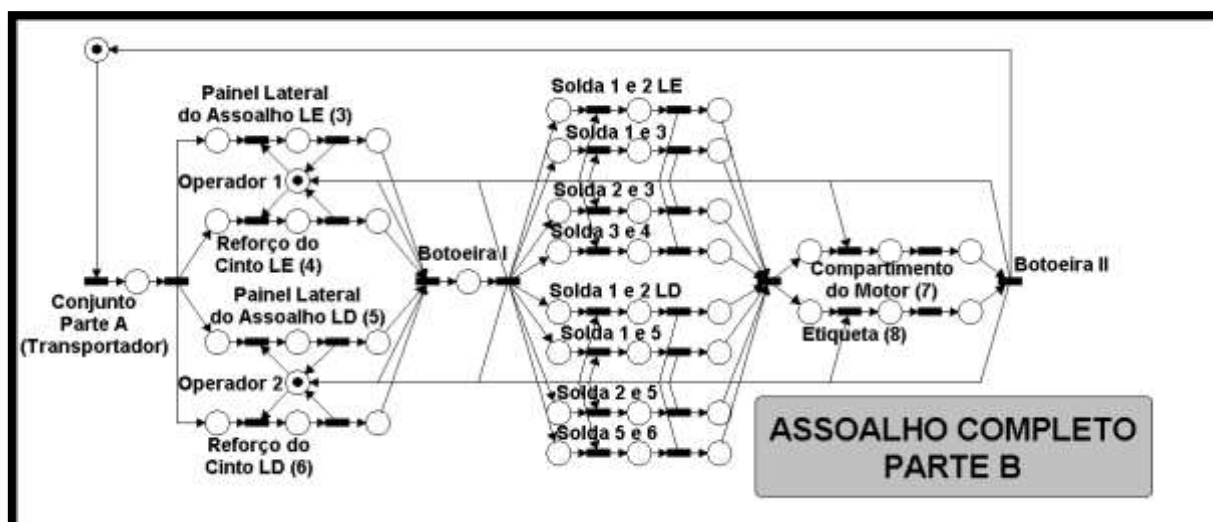 Painel Lateral
do Assoalho LE (3)
Operador 1
Reforço do
Cinto LE (4)
Conjunto
Parte A
(Transportador)
Painel Lateral
do Assoalho LD (5)
Operador 2
Reforço do
Cinto LD (6)
Botoeira I
Solda 1 e 2 LE
Solda 1 e 3
Solda 2 e 3
Solda 3 e 4
Solda 1 e 2 LD
Solda 1 e 5
Solda 2 e 5
Solda 5 e 6
Compartimento
do Motor (7)
Etiqueta (8)
Botoeira II
ASSOALHO COMPLETO
PARTE B